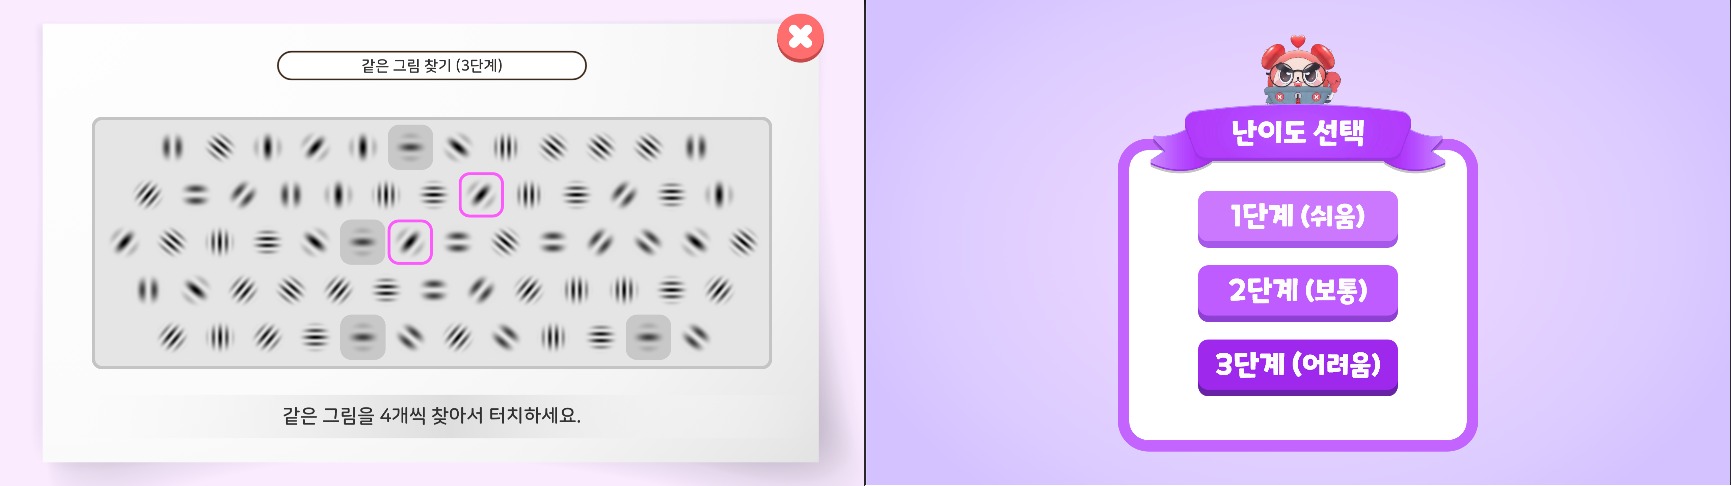 같은 그림 찾기 (3단계)
같은 그림을 4개씩 찾아서 터치하세요.
난이도 선택
1단계 (쉬움)
2단계 (보통)
3단계 (어려움)